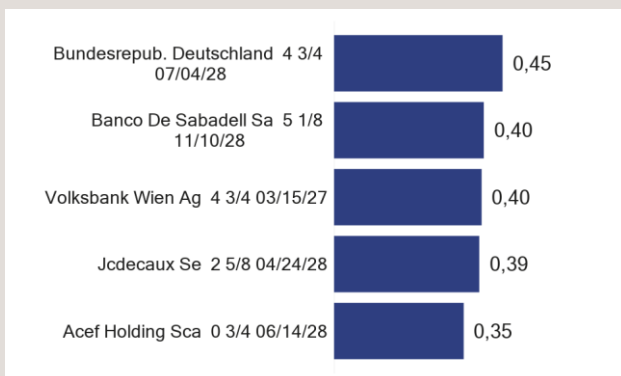 Bundesrepub. Deutschland 4 3/4
07/04/28
0,45
Banco De Sabadell Sa 5 1/8
11/10/28
0,40
Volksbank Wien Ag 4 3/4 03/15/27
0,40
Jcdecaux Se 2 5/8 04/24/28
0,39
Acef Holding Sca 0 3/4 06/14/28
0,35